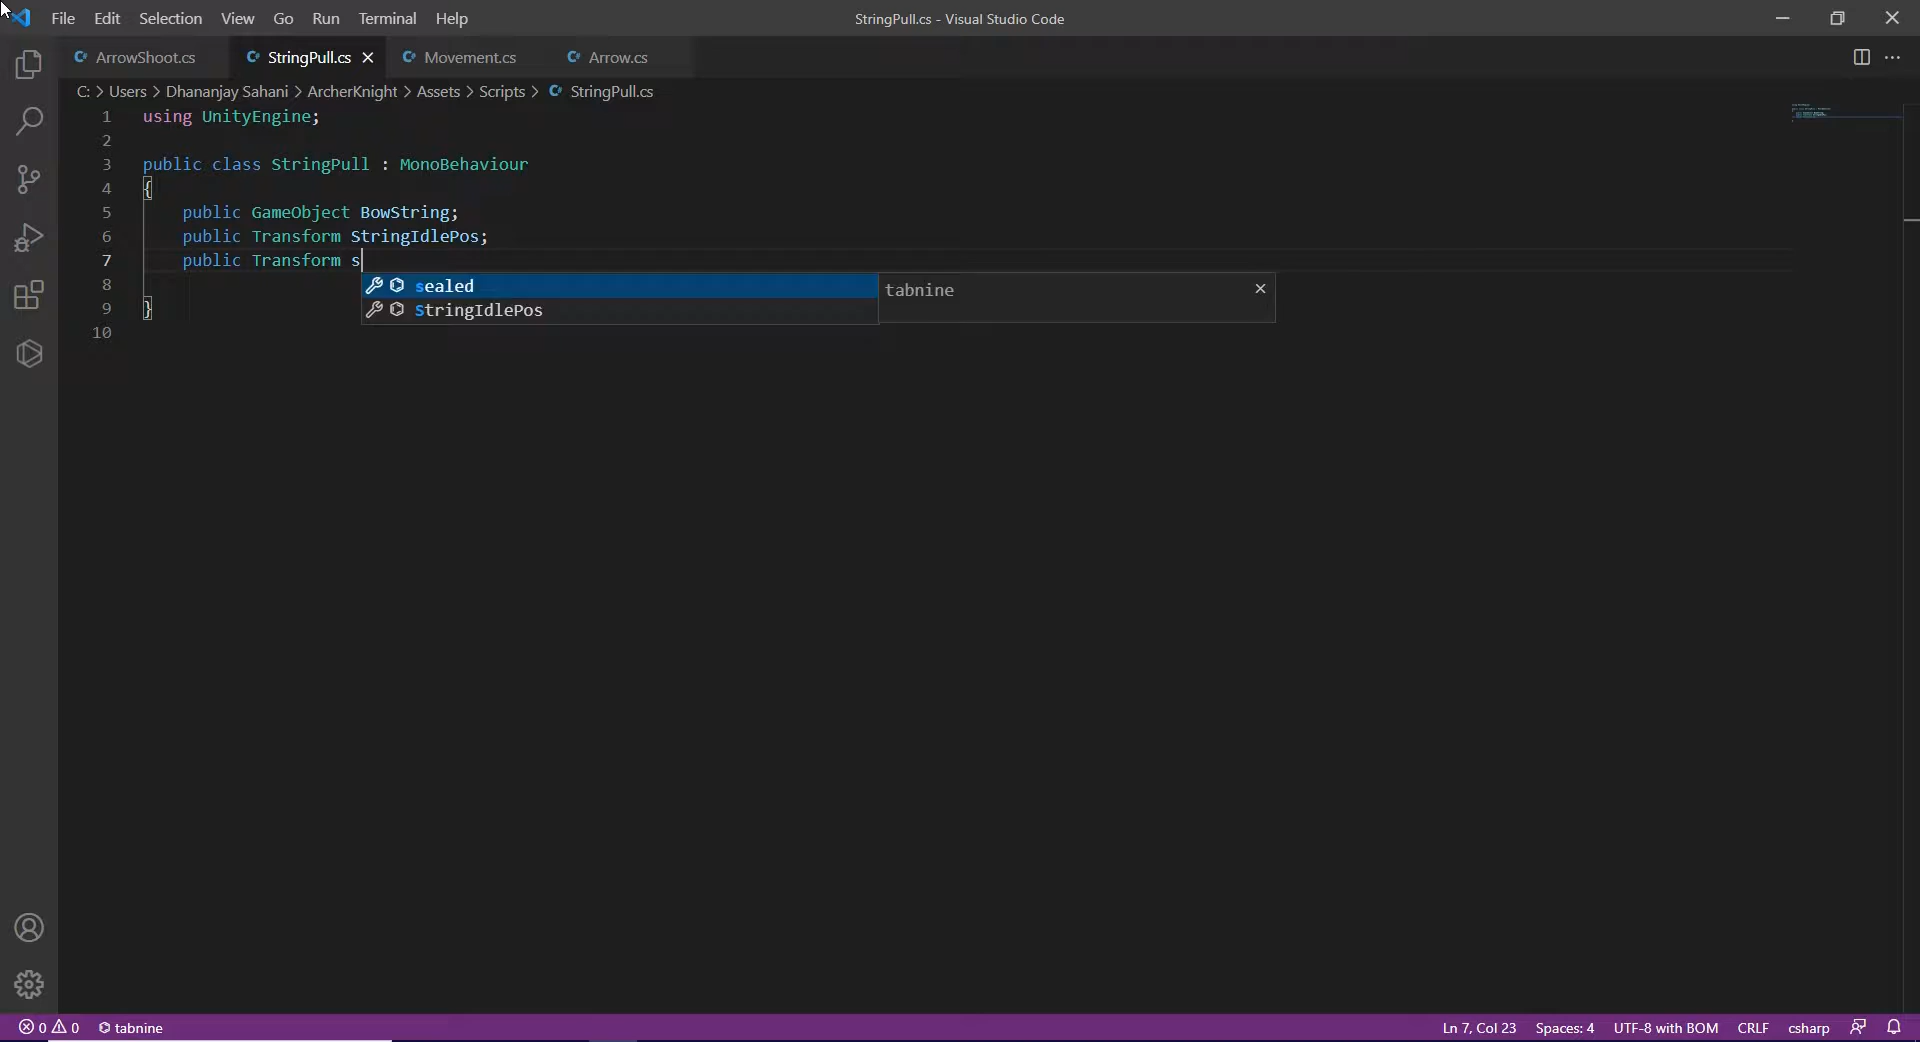 File Edit Selection View Go Run Terminal Help
StringPull.cs - Visual Studio Code
ArrowShoot.cs StringPull.cs Movement.cs Arrow.cs
C: > Users > Dhananjay Sahani > ArcherKnight > Assets > Scripts > StringPull.cs
1 using UnityEngine;
2
3 public class StringPull : MonoBehaviour
4 {
5 public GameObject BowString;
6 public Transform StringIdlePos;
7 public Transform s
8
9 }
10
sealed
StringIdlePos
tabnine
0 0 tabnine
Ln 7, Col 23 Spaces: 4 UTF-8 with BOM CRLF csharp